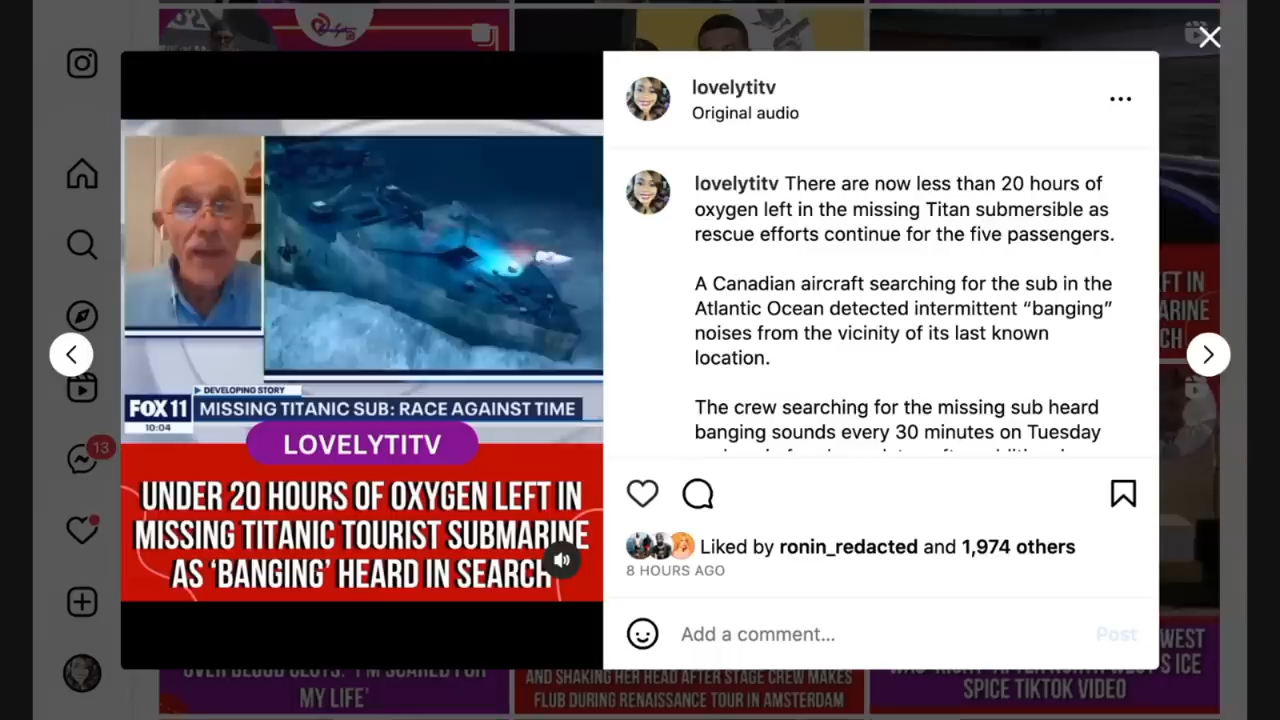 lovelytitv
Original audio
lovelytitv There are now less than 20 hours of
oxygen left in the missing Titan submersible as
rescue efforts continue for the five passengers.
A Canadian aircraft searching for the sub in the
Atlantic Ocean detected intermittent “banging”
noises from the vicinity of its last known
location.
The crew searching for the missing sub heard
banging sounds every 30 minutes on Tuesday
DEVELOPING STORY
FOX 11
MISSING TITANIC SUB: RACE AGAINST TIME
10:04
LOVELYTITV
UNDER 20 HOURS OF OXYGEN LEFT IN
MISSING TITANIC TOURIST SUBMARINE
AS ‘BANGING’ HEARD IN SEARCH
Liked by ronin_redacted and 1,974 others
8 HOURS AGO
Add a comment...
Post
13
MY LIFE’
AND SHAKING HER HEAD AFTER STAGE CREW MAKES
FLUB DURING RENAISSANCE TOUR IN AMSTERDAM
WEST
S ICE
SPICE TIKTOK VIDEO